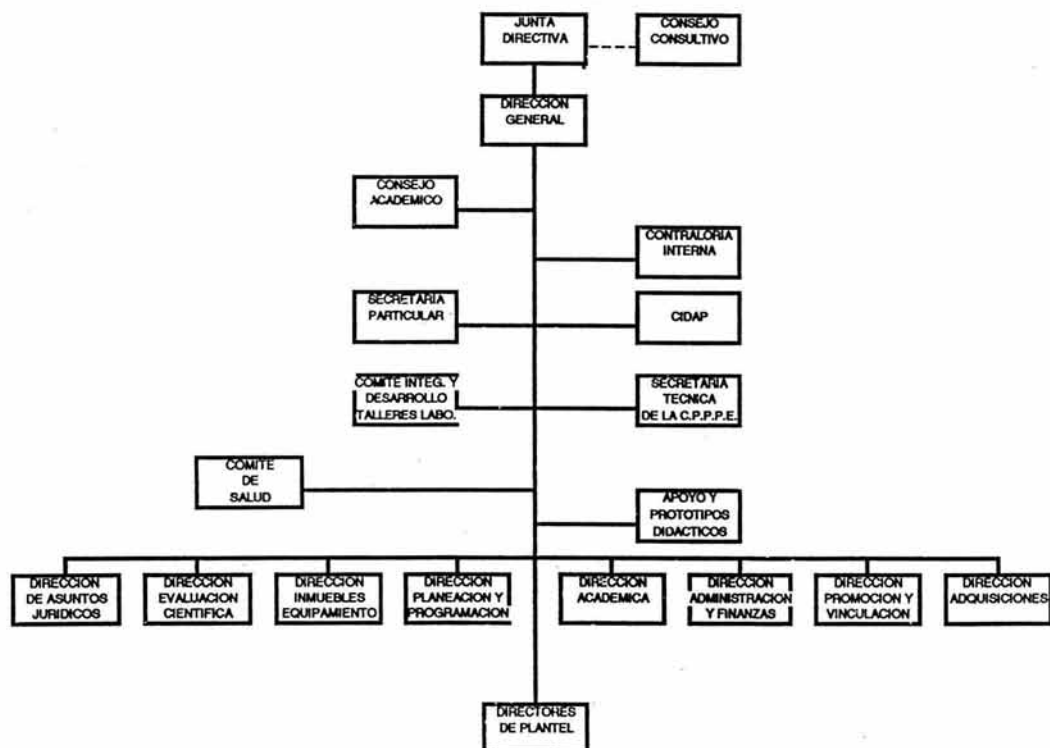 JUNTA
DIRECTIVA
CONSEJO
CONSULTIVO
DIRECCION
GENERAL
CONSEJO
ACADEMICO
CONTRALORIA
INTERNA
SECRETARIA
PARTICULAR
CIDAP
COMITE INTEG. Y
DESARROLLO
TALLERES LABO.
SECRETARIA
TECNICA
DE LA C.P.P.P.E.
COMITE
DE
SALUD
APOYO Y
PROTOTIPOS
DIDACTICOS
DIRECCION
DE ASUNTOS
JURIDICOS
DIRECCION
EVALUACION
CIENTIFICA
DIRECCION
INMUEBLES
EQUIPAMIENTO
DIRECCION
PLANEACION Y
PROGRAMACION
DIRECCION
ACADEMICA
DIRECCION
ADMINISTRACION
Y FINANZAS
DIRECCION
PROMOCION Y
VINCULACION
DIRECCION
ADQUISICIONES
DIRECTORES
DE PLANTEL